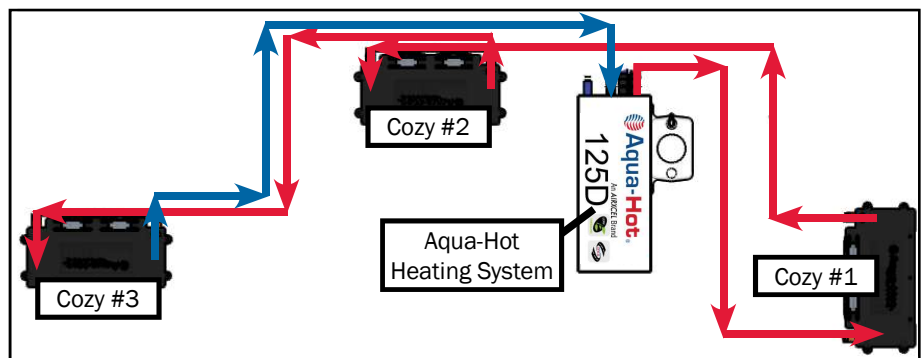 Cozy #2
Aqua-Hot
An AIRXCEL Brand
125D
Aqua-Hot
Heating System
Cozy #3
Cozy #1